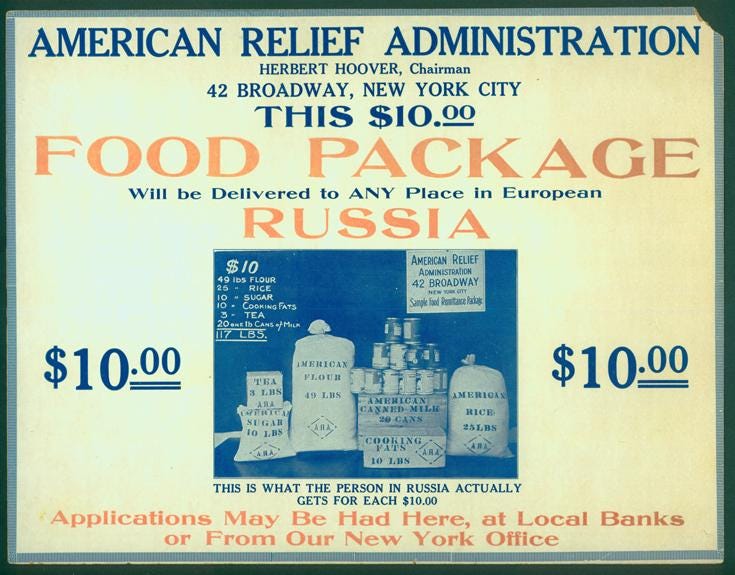 AMERICAN RELIEF ADMINISTRATION
HERBERT HOOVER, Chairman
42 BROADWAY, NEW YORK CITY
THIS $10.00
FOOD PACKAGE
Will be Delivered to ANY Place in European
RUSSIA
$10
49 lbs FLOUR
25 " RICE
10 " SUGAR
10 " COOKING FATS
3 " TEA
20 ONE lb CANS of MILK
117 LBS.
AMERICAN RELIEF
ADMINISTRATION
42 BROADWAY
NEW YORK CITY
Sample Food Remittance Package
$10.00
TEA
3 LBS
A.R.A.
AMERICAN
SUGAR
10 LBS
A.R.A.
AMERICAN
FLOUR
49 LBS
A.R.A.
AMERICAN
CANNED MILK
20 CANS
COOKING
FATS
10 LBS
A.R.A.
AMERICAN
RICE
25 LBS
A.R.A.
$10.00
THIS IS WHAT THE PERSON IN RUSSIA ACTUALLY
GETS FOR EACH $10.00
Applications May Be Had Here, at Local Banks
or From Our New York Office